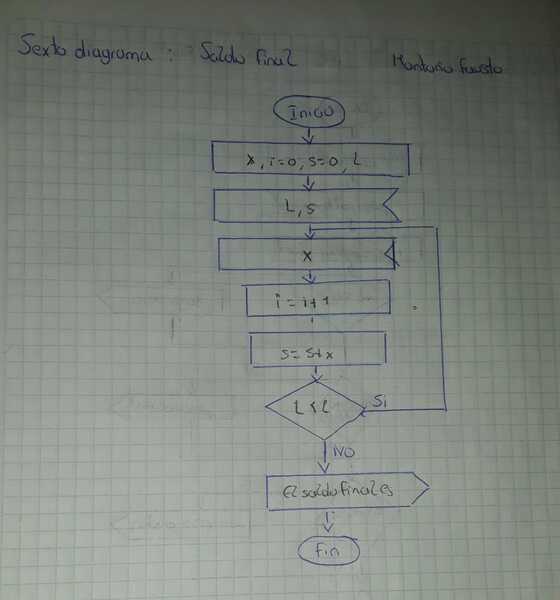 Sexto diagrama : Saldo final
Montaño fausto
Inicio
x, i=0, s=0, L
L, s
x
i = i+1
s = s+x
L < L
Si
NO
El saldo final es
Fin